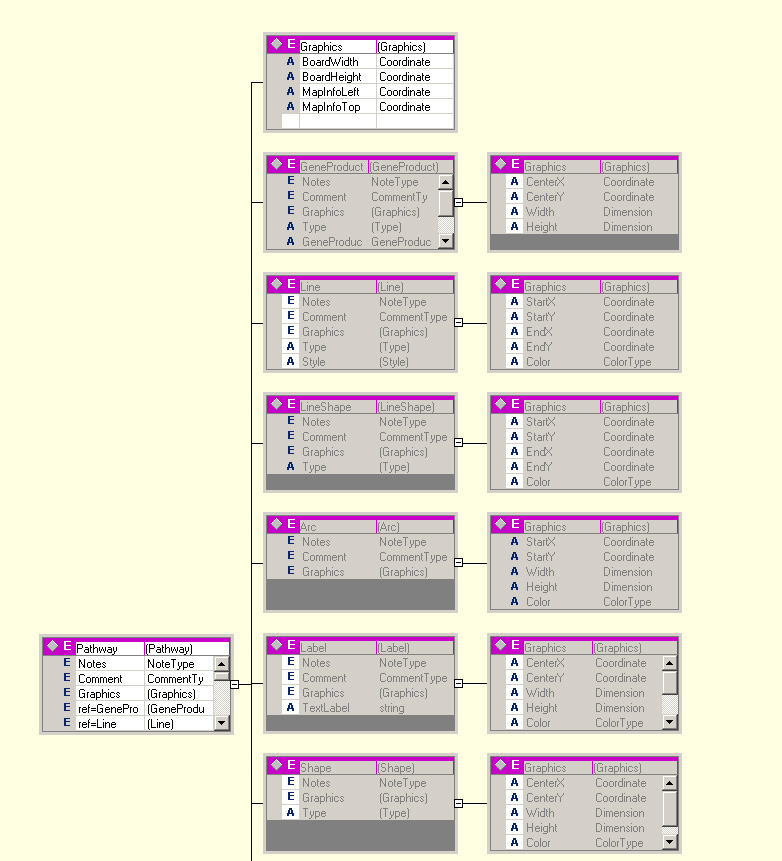 E Graphics (Graphics)
A BoardWidth Coordinate
A BoardHeight Coordinate
A MapInfoLeft Coordinate
A MapInfoTop Coordinate
E GeneProduct (GeneProduct)
E Notes NoteType
E Comment CommentTy
E Graphics (Graphics)
A Type (Type)
A GeneProduc GeneProduc
E Graphics (Graphics)
A CenterX Coordinate
A CenterY Coordinate
A Width Dimension
A Height Dimension
E Line (Line)
E Notes NoteType
E Comment CommentType
E Graphics (Graphics)
A Type (Type)
A Style (Style)
E Graphics (Graphics)
A StartX Coordinate
A StartY Coordinate
A EndX Coordinate
A EndY Coordinate
A Color ColorType
E LineShape (LineShape)
E Notes NoteType
E Comment CommentType
E Graphics (Graphics)
A Type (Type)
E Graphics (Graphics)
A StartX Coordinate
A StartY Coordinate
A EndX Coordinate
A EndY Coordinate
A Color ColorType
E Arc (Arc)
E Notes NoteType
E Comment CommentType
E Graphics (Graphics)
E Graphics (Graphics)
A StartX Coordinate
A StartY Coordinate
A Width Dimension
A Height Dimension
A Color ColorType
E Pathway (Pathway)
E Notes NoteType
E Comment CommentTy
E Graphics (Graphics)
E ref=GenePro (GeneProdu
E ref=Line (Line)
E Label (Label)
E Notes NoteType
E Comment CommentType
E Graphics (Graphics)
A TextLabel string
E Graphics (Graphics)
A CenterX Coordinate
A CenterY Coordinate
A Width Dimension
A Height Dimension
A Color ColorType
E Shape (Shape)
E Notes NoteType
E Graphics (Graphics)
A Type (Type)
E Graphics (Graphics)
A CenterX Coordinate
A CenterY Coordinate
A Width Dimension
A Height Dimension
A Color ColorType